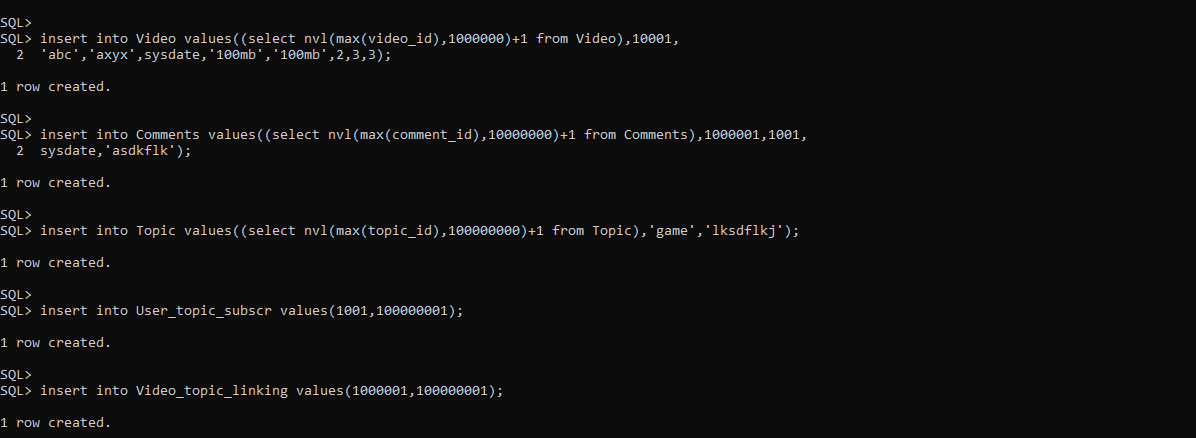 SQL>
SQL> insert into Video values((select nvl(max(video_id),1000000)+1 from Video),10001,
  2  'abc','axyx',sysdate,'100mb','100mb',2,3,3);
1 row created.
SQL>
SQL> insert into Comments values((select nvl(max(comment_id),10000000)+1 from Comments),1000001,1001,
  2  sysdate,'asdkflk');
1 row created.
SQL>
SQL> insert into Topic values((select nvl(max(topic_id),100000000)+1 from Topic),'game','lksdflkj');
1 row created.
SQL>
SQL> insert into User_topic_subscr values(1001,100000001);
1 row created.
SQL>
SQL> insert into Video_topic_linking values(1000001,100000001);
1 row created.